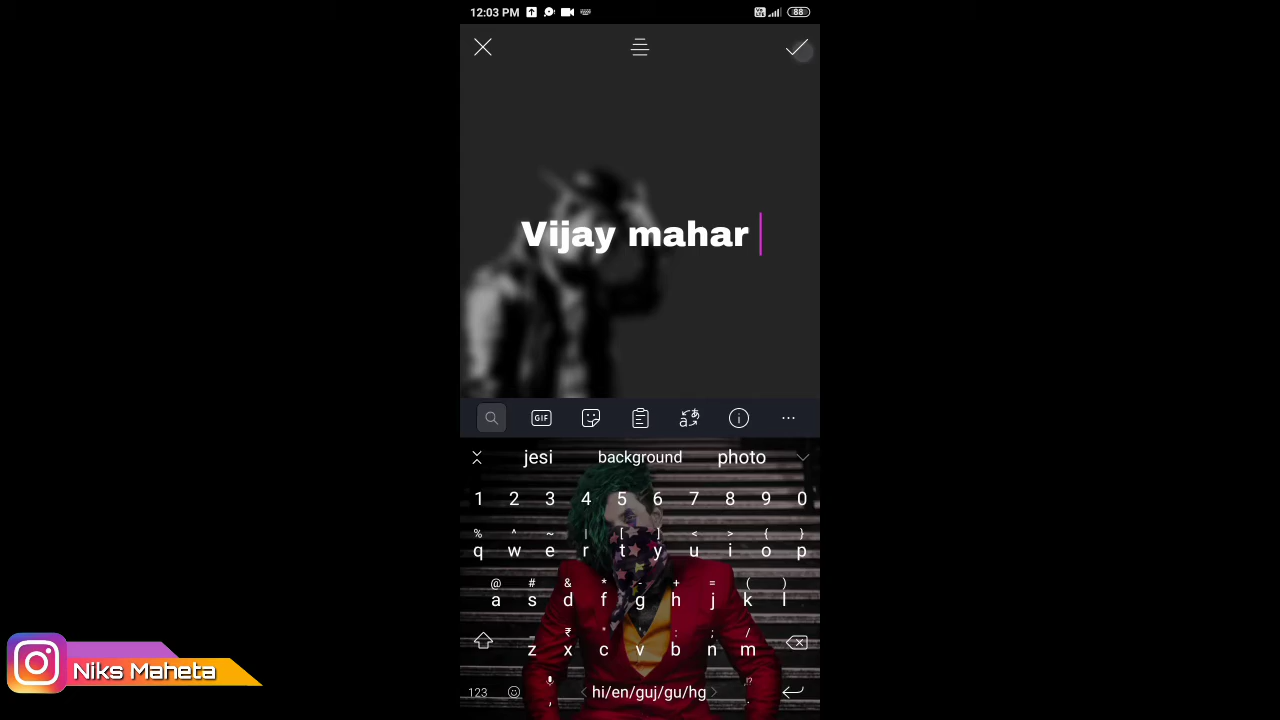 12:03 PM
88
Vijay mahar
GIF
jesi background photo
1 2 3 4 5 6 7 8 9 0
% ^ ~ | [ ] < > { }
q w e r t y u i o p
@ # & * - + = ( )
a s d f g h j k l
_ ₹ " ' : ; /
z x c v b n m
123 , hi/en/guj/gu/hg !? .
Niks Maheta